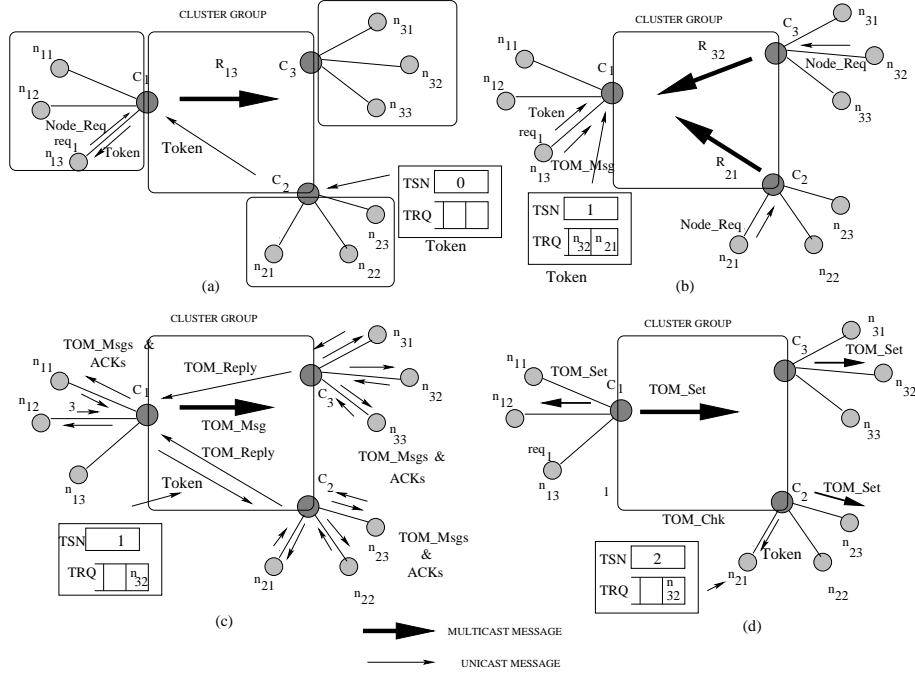 CLUSTER GROUP
n31
n11
C1
R13
C3
n32
n12
n33
Node_Req
req1
Token
n13
Token
C2
TSN 0
TRQ
Token
n23
n21
n22
(a)
CLUSTER GROUP
n31
n11
C1
R32
C3
n32
Node_Req
n12
Token
n33
req1
n13
TOM_Msg
R21
C2
TSN 1
TRQ n32 n21
Token
Node_Req
n23
n21
n22
(b)
CLUSTER GROUP
TOM_Msgs &
ACKs
n11
C1
TOM_Reply
n31
C3
n32
n12
3
TOM_Msg
TOM_Reply
n33
TOM_Msgs &
ACKs
n13
Token
C2
TSN 1
TRQ n32
n23
TOM_Msgs
&
ACKs
n21
n22
(c)
CLUSTER GROUP
n31
n11
TOM_Set
C1
C3
TOM_Set
n32
n12
TOM_Set
n33
req1
n13
1
C2
TOM_Set
TOM_Chk
TSN 2
TRQ n32
Token
n23
n21
n22
(d)
MULTICAST MESSAGE
UNICAST MESSAGE